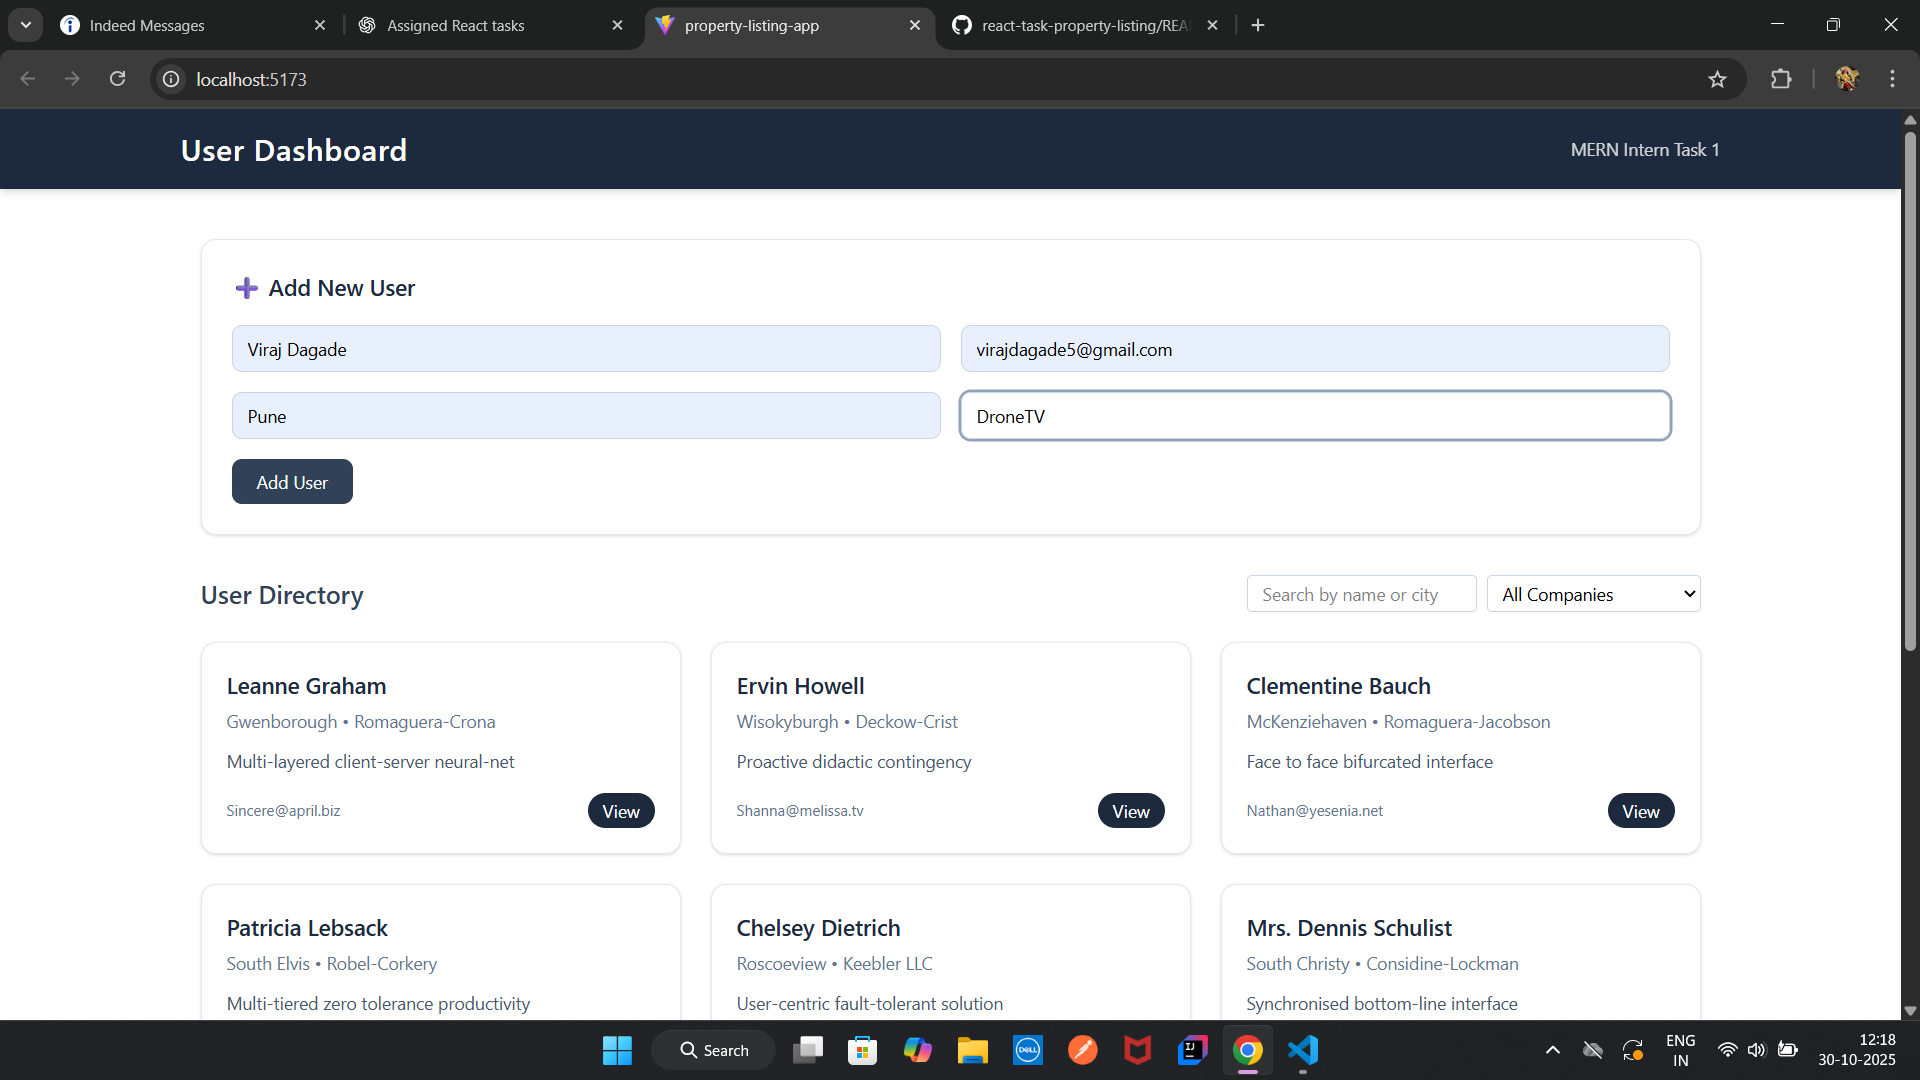 Indeed Messages
Assigned React tasks
property-listing-app
react-task-property-listing/REA
localhost:5173
User Dashboard
MERN Intern Task 1
Add New User
Viraj Dagade
virajdagade5@gmail.com
Pune
DroneTV
Add User
User Directory
Search by name or city
All Companies
Leanne Graham
Gwenborough • Romaguera-Crona
Multi-layered client-server neural-net
Sincere@april.biz
View
Ervin Howell
Wisokyburgh • Deckow-Crist
Proactive didactic contingency
Shanna@melissa.tv
View
Clementine Bauch
McKenziehaven • Romaguera-Jacobson
Face to face bifurcated interface
Nathan@yesenia.net
View
Patricia Lebsack
South Elvis • Robel-Corkery
Multi-tiered zero tolerance productivity
Chelsey Dietrich
Roscoeview • Keebler LLC
User-centric fault-tolerant solution
Mrs. Dennis Schulist
South Christy • Considine-Lockman
Synchronised bottom-line interface
Search
DELL
IJ
ENG
IN
12:18
30-10-2025